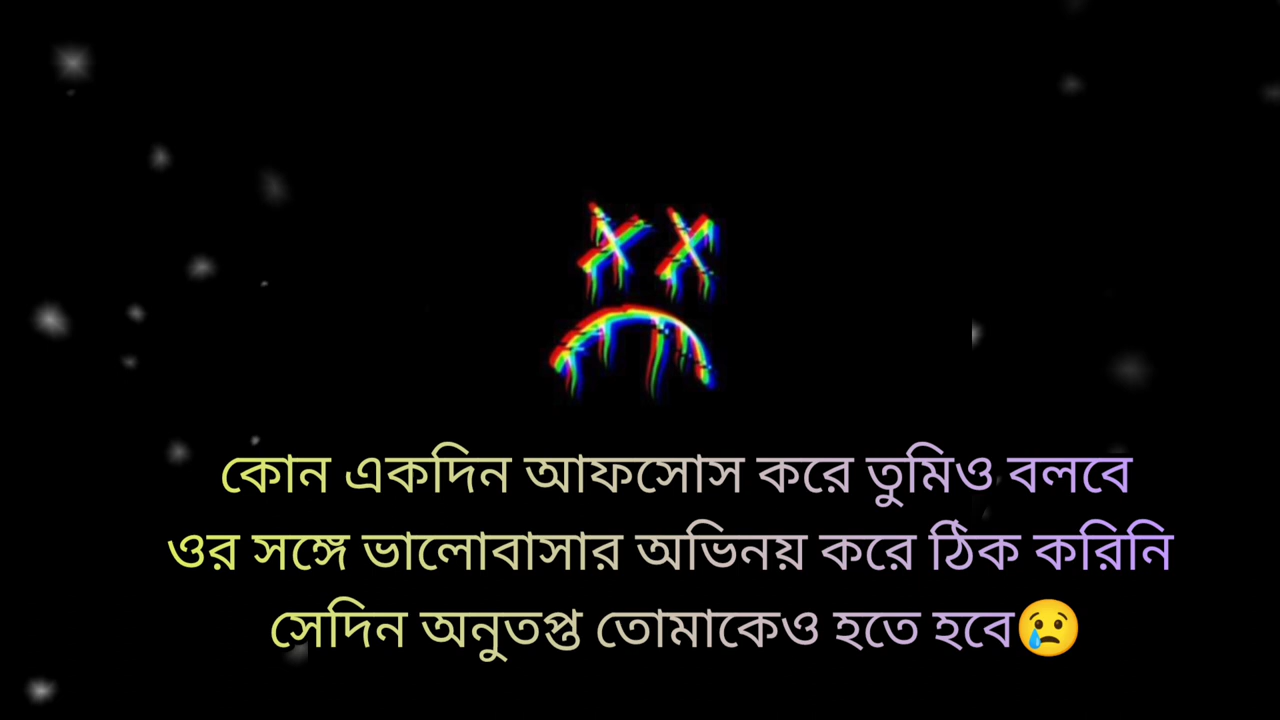 কোন একদিন আফসোস করে তুমিও বলবে
ওর সঙ্গে ভালোবাসার অভিনয় করে ঠিক করিনি
সেদিন অনুতপ্ত তোমাকেও হতে হবে😢